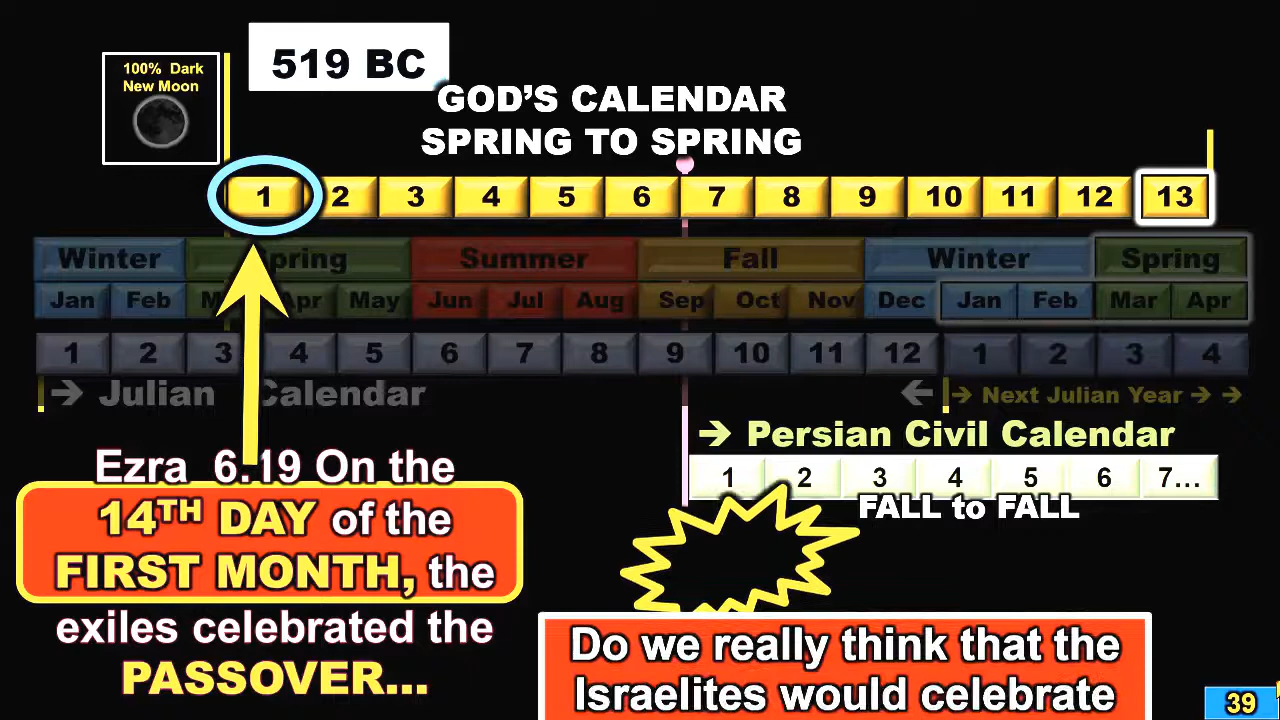 519 BC
100% Dark
New Moon
GOD'S CALENDAR
SPRING TO SPRING
1 2 3 4 5 6 7 8 9 10 11 12 13
Winter Spring Summer Fall Winter Spring
Jan Feb Apr May Jun Jul Aug Sep Oct Nov Dec Jan Feb Mar Apr
1 2 3 4 5 6 7 8 9 10 11 12 1 2 3 4
→ Julian Calendar ← → Next Julian Year → →
→ Persian Civil Calendar
1 2 3 4 5 6 7...
FALL to FALL
Ezra 6.19 On the
14TH DAY of the
FIRST MONTH, the
exiles celebrated the
PASSOVER...
Do we really think that the
Israelites would celebrate
39